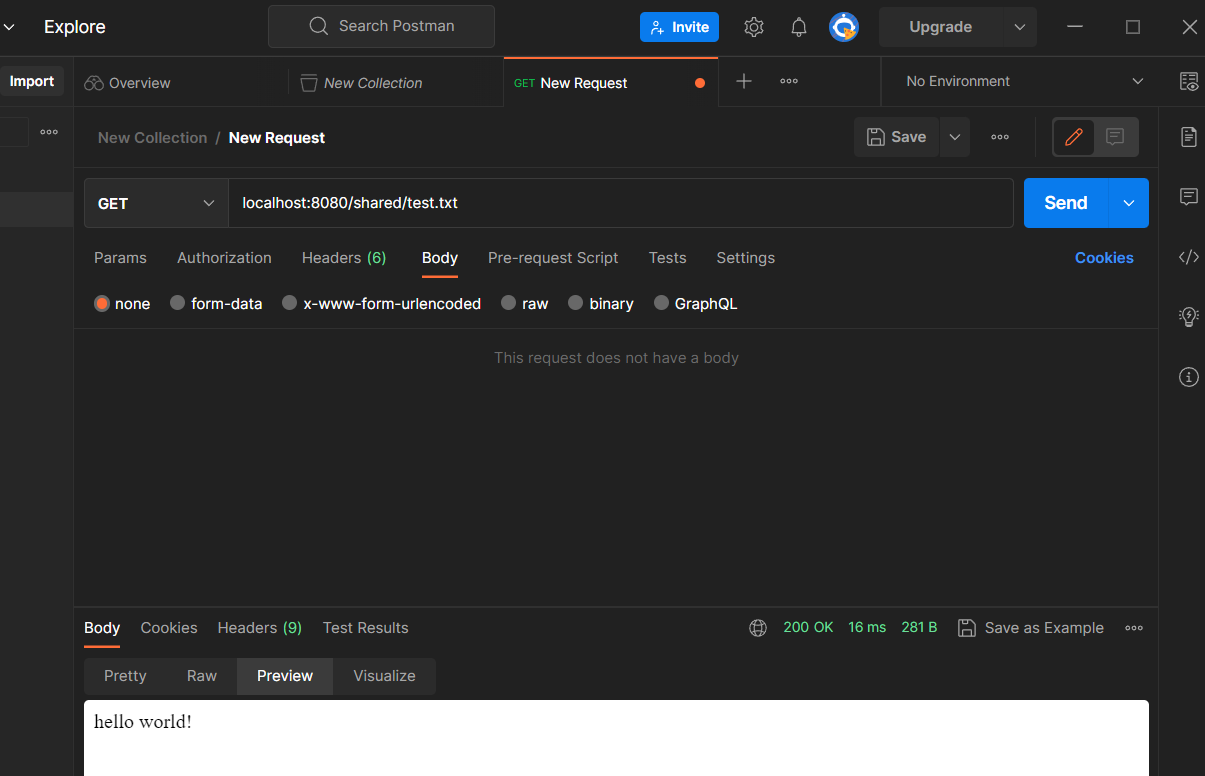 Explore
Search Postman
Invite
Upgrade
Import
Overview
New Collection
GET New Request
No Environment
New Collection / New Request
Save
GET
localhost:8080/shared/test.txt
Send
Params Authorization Headers (6) Body Pre-request Script Tests Settings Cookies
none form-data x-www-form-urlencoded raw binary GraphQL
This request does not have a body
Body Cookies Headers (9) Test Results 200 OK 16 ms 281 B Save as Example
Pretty Raw Preview Visualize
hello world!